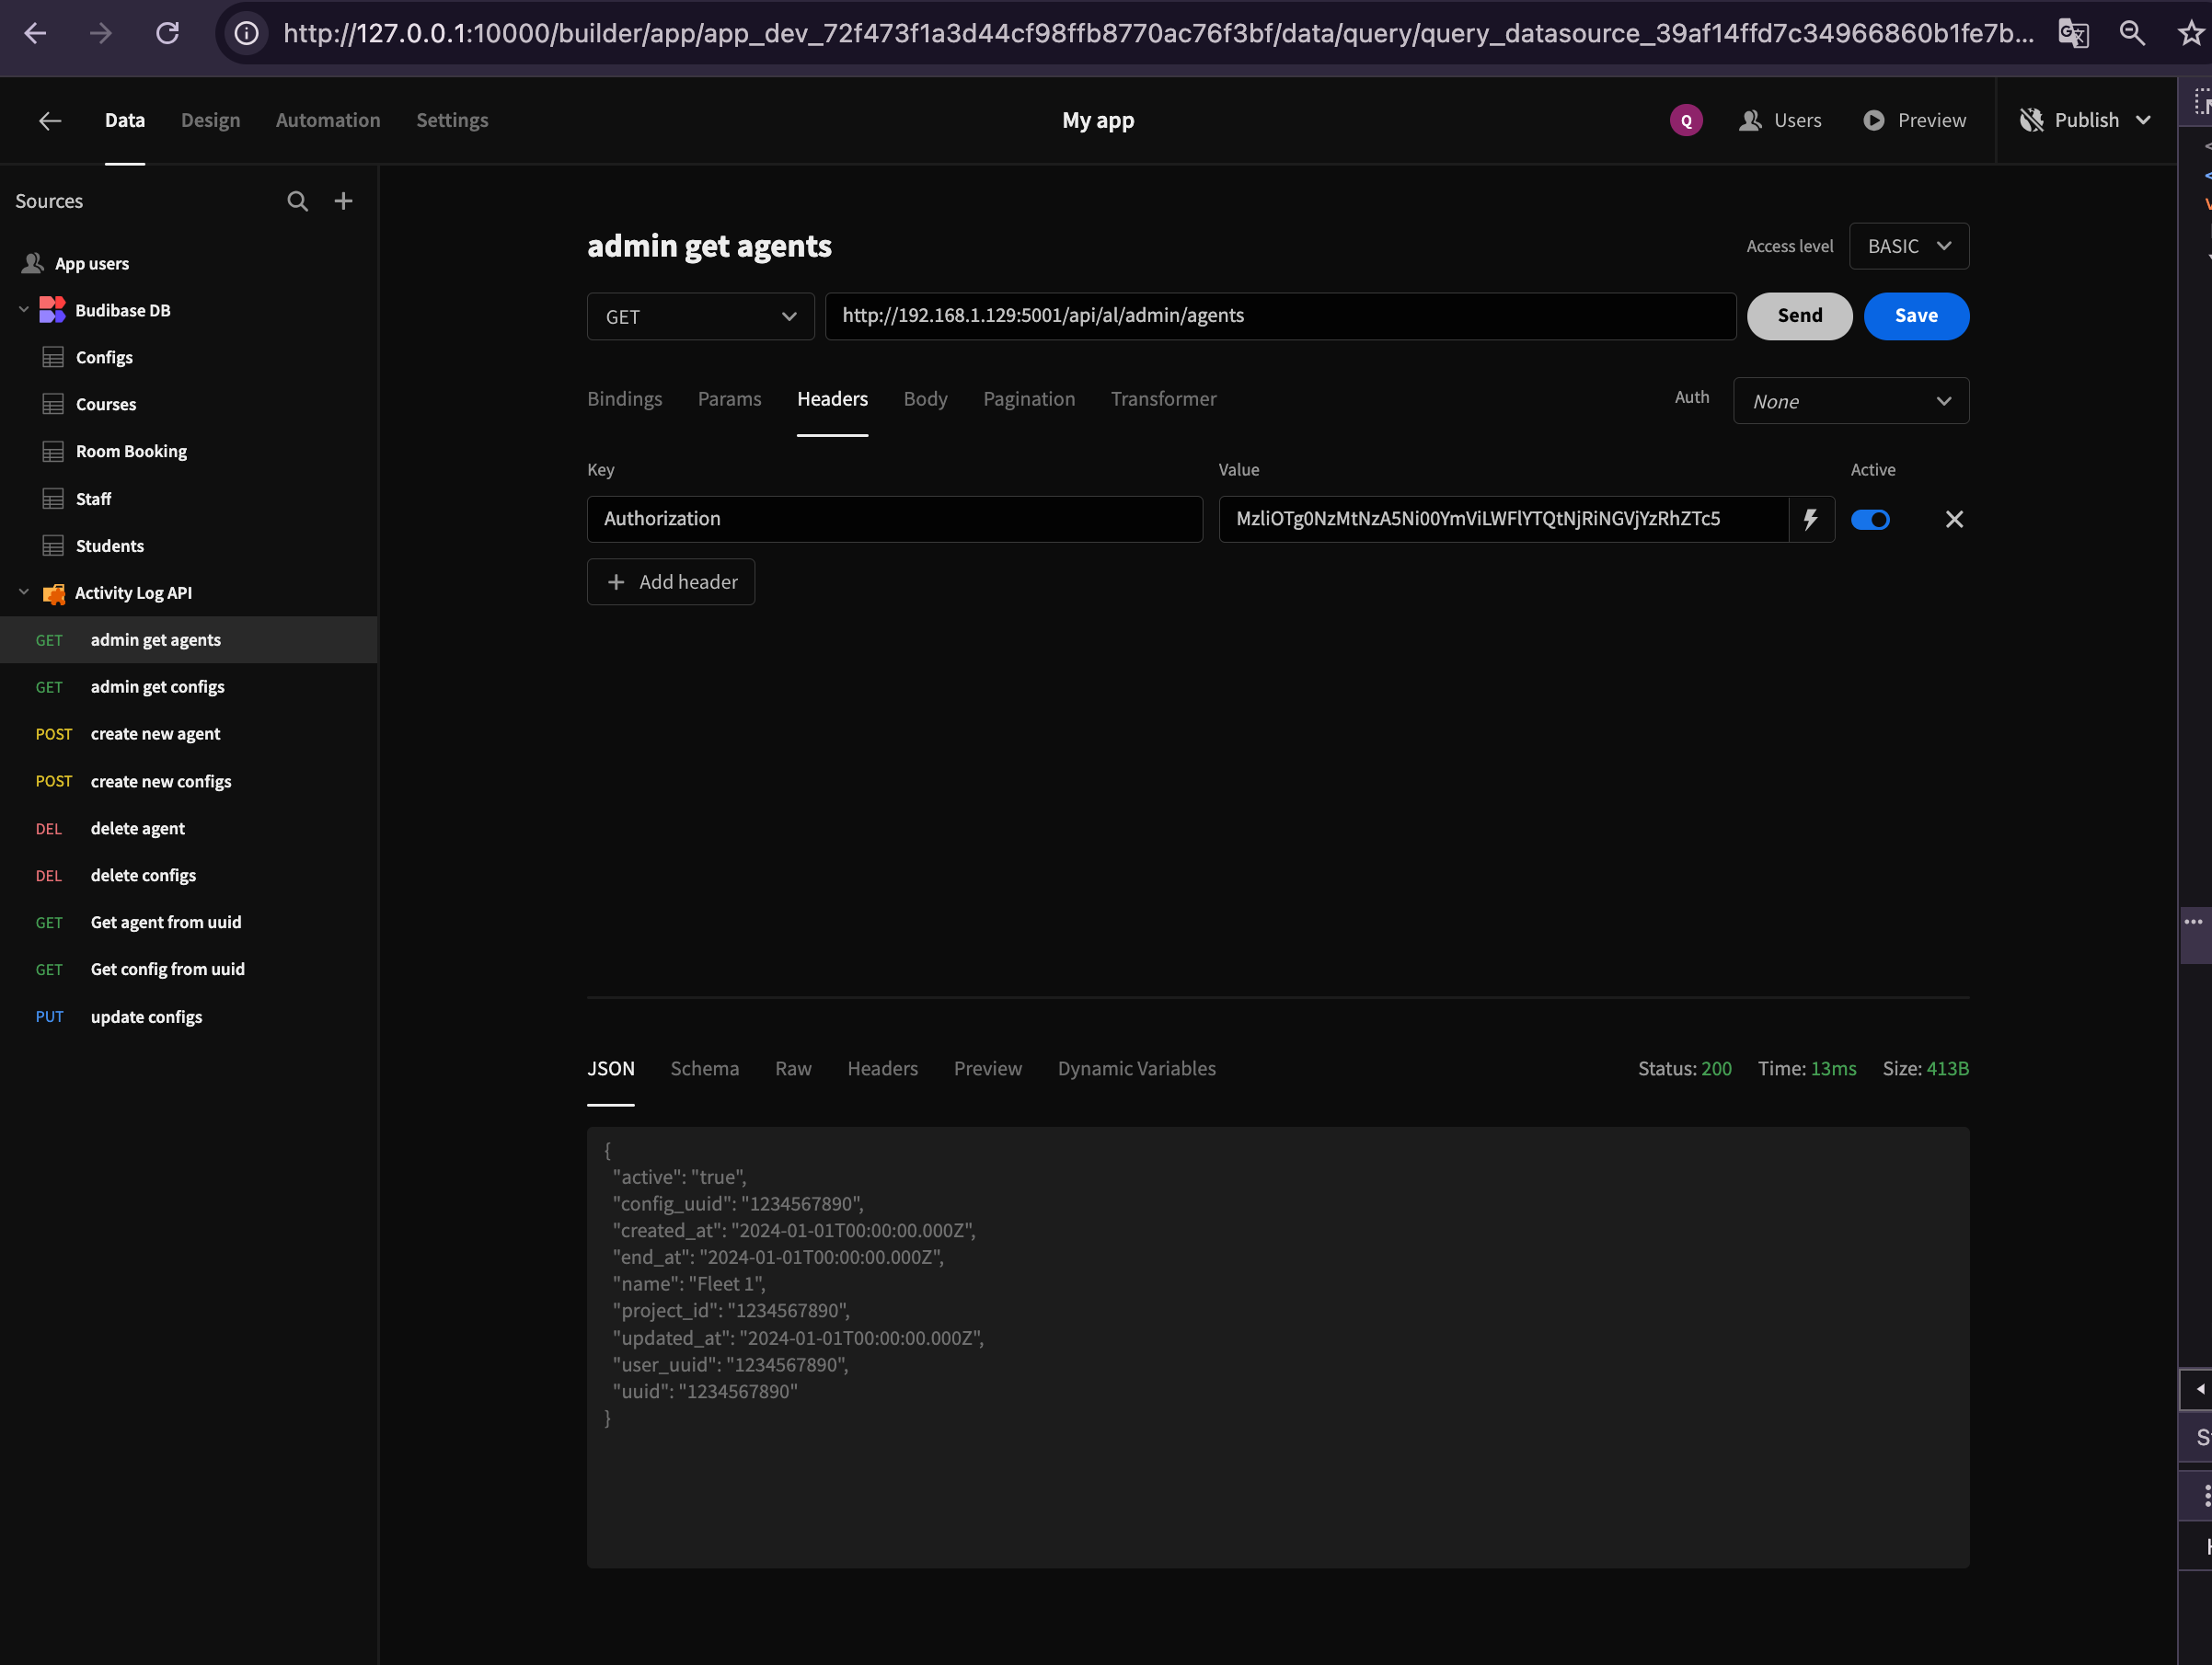 http://127.0.0.1:10000/builder/app/app_dev_72f473f1a3d44cf98ffb8770ac76f3bf/data/query/query_datasource_39af14ffd7c34966860b1fe7b...
Data Design Automation Settings
My app
Q Users Preview Publish
Sources
App users
Budibase DB
Configs
Courses
Room Booking
Staff
Students
Activity Log API
GET admin get agents
GET admin get configs
POST create new agent
POST create new configs
DEL delete agent
DEL delete configs
GET Get agent from uuid
GET Get config from uuid
PUT update configs
admin get agents
Access level BASIC
GET http://192.168.1.129:5001/api/al/admin/agents Send Save
Bindings Params Headers Body Pagination Transformer
Auth None
Key Value Active
Authorization MzliOTg0NzMtNzA5Ni00YmViLWFlYTQtNjRiNGVjYzRhZTc5
+ Add header
JSON Schema Raw Headers Preview Dynamic Variables
Status: 200 Time: 13ms Size: 413B
{
"active": "true",
"config_uuid": "1234567890",
"created_at": "2024-01-01T00:00:00.000Z",
"end_at": "2024-01-01T00:00:00.000Z",
"name": "Fleet 1",
"project_id": "1234567890",
"updated_at": "2024-01-01T00:00:00.000Z",
"user_uuid": "1234567890",
"uuid": "1234567890"
}